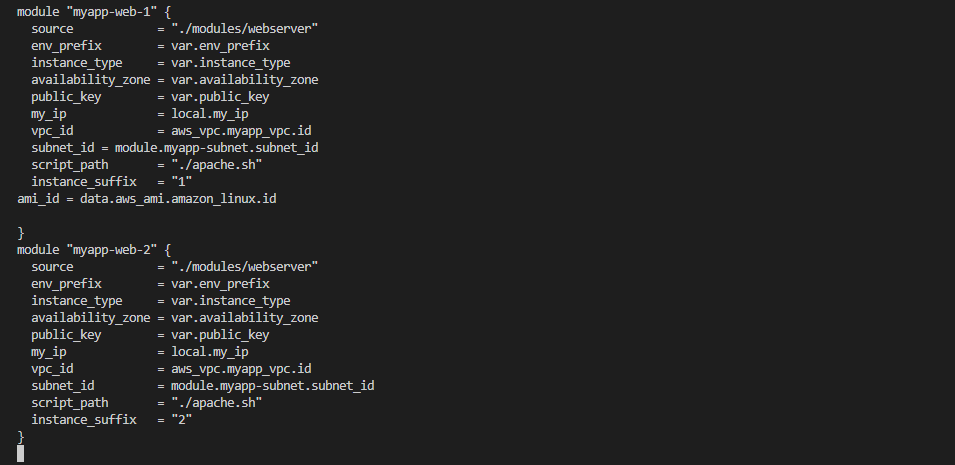 module "myapp-web-1" {
  source            = "./modules/webserver"
  env_prefix        = var.env_prefix
  instance_type     = var.instance_type
  availability_zone = var.availability_zone
  public_key        = var.public_key
  my_ip             = local.my_ip
  vpc_id            = aws_vpc.myapp_vpc.id
  subnet_id = module.myapp-subnet.subnet_id
  script_path       = "./apache.sh"
  instance_suffix   = "1"
ami_id = data.aws_ami.amazon_linux.id

}
module "myapp-web-2" {
  source            = "./modules/webserver"
  env_prefix        = var.env_prefix
  instance_type     = var.instance_type
  availability_zone = var.availability_zone
  public_key        = var.public_key
  my_ip             = local.my_ip
  vpc_id            = aws_vpc.myapp_vpc.id
  subnet_id         = module.myapp-subnet.subnet_id
  script_path       = "./apache.sh"
  instance_suffix   = "2"
}